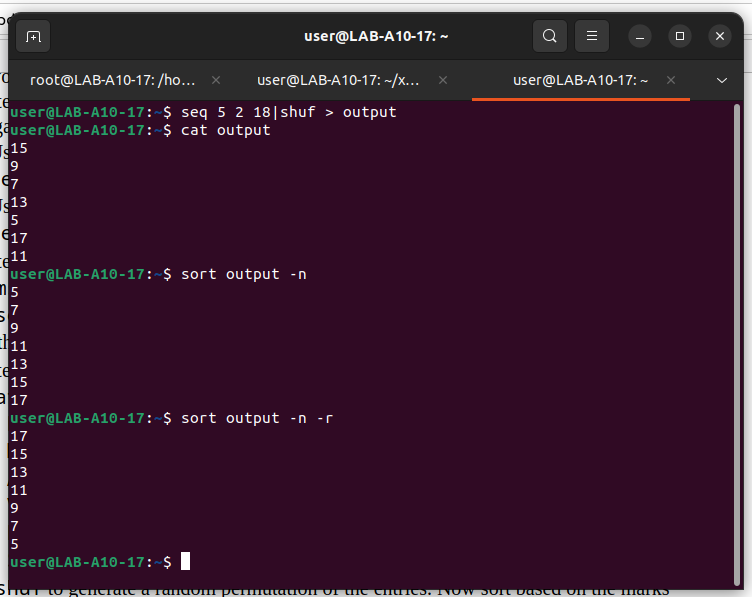 user@LAB-A10-17: ~
root@LAB-A10-17: /ho...
user@LAB-A10-17: ~/x...
user@LAB-A10-17: ~
user@LAB-A10-17:~$ seq 5 2 18|shuf > output
user@LAB-A10-17:~$ cat output
15
9
7
13
5
17
11
user@LAB-A10-17:~$ sort output -n
5
7
9
11
13
15
17
user@LAB-A10-17:~$ sort output -n -r
17
15
13
11
9
7
5
user@LAB-A10-17:~$
to generate a random permutation of the entries. Now sort based on the marks